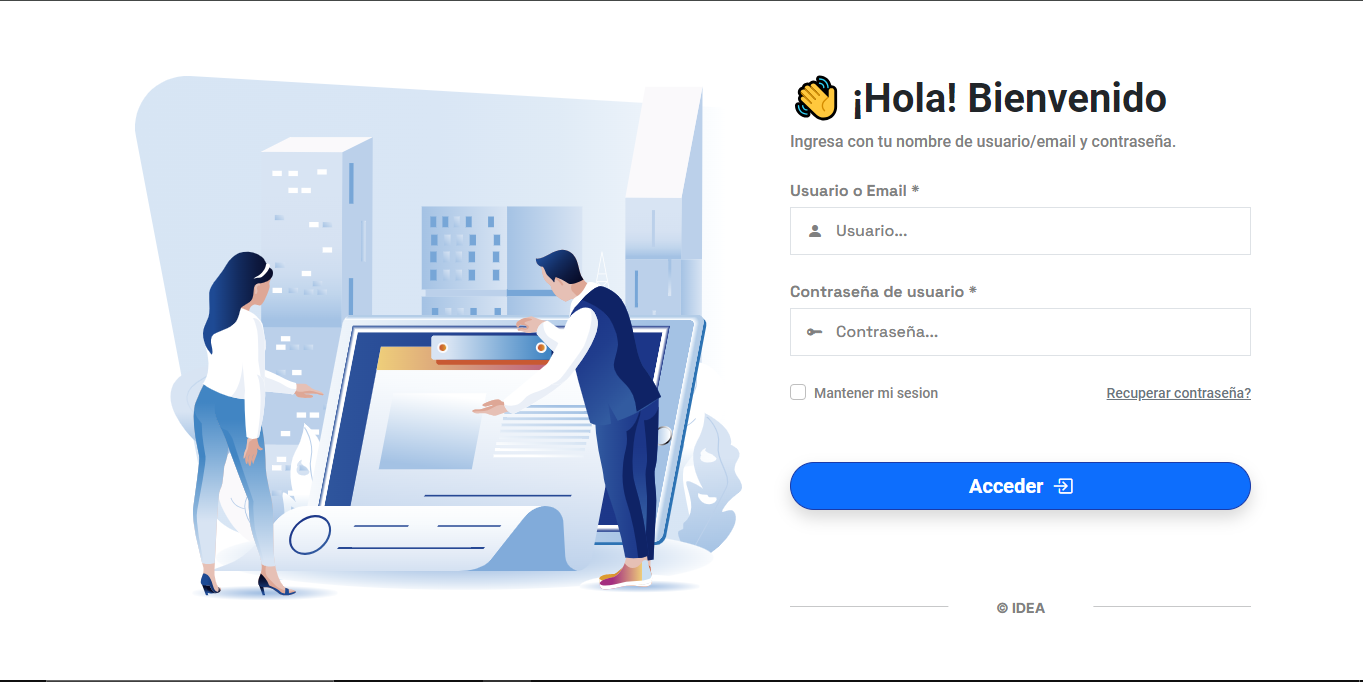 ¡Hola! Bienvenido
Ingresa con tu nombre de usuario/email y contraseña.
Usuario o Email *
Usuario...
Contraseña de usuario *
Contraseña...
Mantener mi sesion
Recuperar contraseña?
Acceder
© IDEA